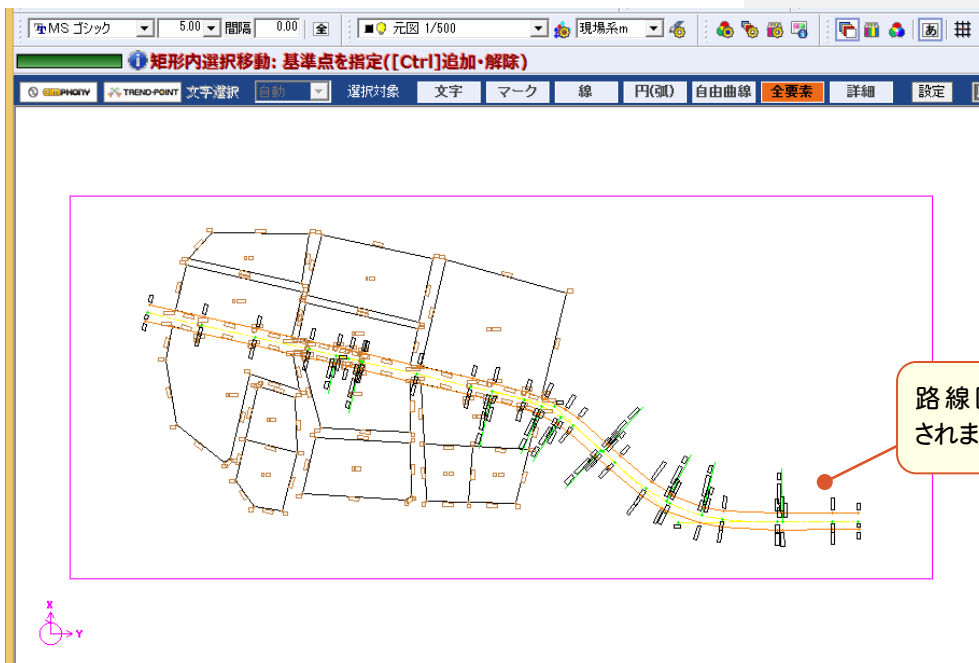 MS ゴシック 5.00 間隔 0.00 全 元図 1/500 現場系m あ
矩形内選択移動: 基準点を指定([Ctrl]追加・解除)
TREND-POINT 文字選択 自動 選択対象 文字 マーク 線 円(弧) 自由曲線 全要素 詳細 設定
路線
されま
X
Y